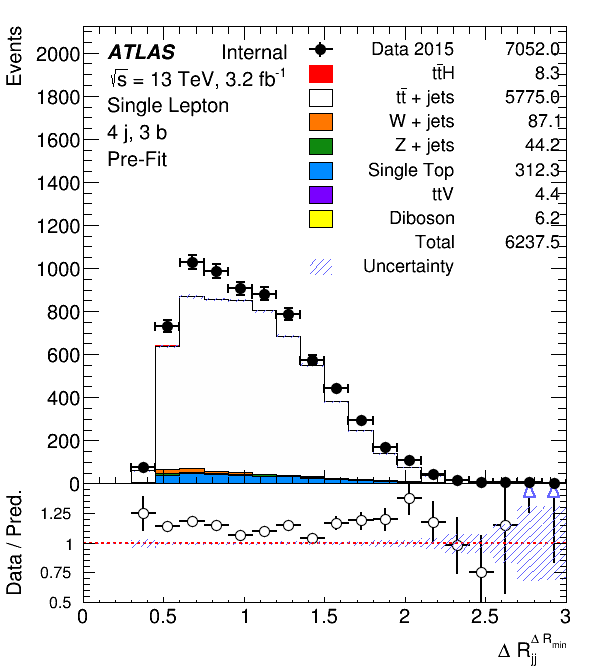 Events
2000
1800
1600
1400
1200
1000
800
600
400
200
0
ATLAS Internal
√s = 13 TeV, 3.2 fb⁻¹
Single Lepton
4 j, 3 b
Pre-Fit
Data 2015 7052.0
tt̄H 8.3
tt̄ + jets 5775.0
W + jets 87.1
Z + jets 44.2
Single Top 312.3
ttV 4.4
Diboson 6.2
Total 6237.5
Uncertainty
Data / Pred.
1.25
1
0.75
0.5
0 0.5 1 1.5 2 2.5 3
Δ R_jj^Δ R_min